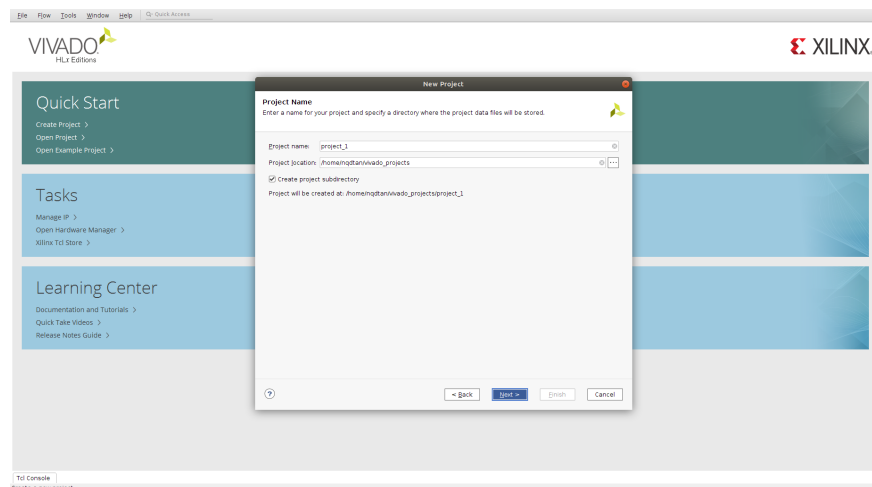 File Flow Tools Window Help Quick Access
VIVADO
HLx Editions
XILINX
New Project
Project Name
Enter a name for your project and specify a directory where the project data files will be stored.
Project name: project_1
Project location: /home/nqdtan/vivado_projects
Create project subdirectory
Project will be created at: /home/nqdtan/vivado_projects/project_1
Quick Start
Create Project >
Open Project >
Open Example Project >
Tasks
Manage IP >
Open Hardware Manager >
Xilinx Tcl Store >
Learning Center
Documentation and Tutorials >
Quick Take Videos >
Release Notes Guide >
? < Back Next > Finish Cancel
Tcl Console